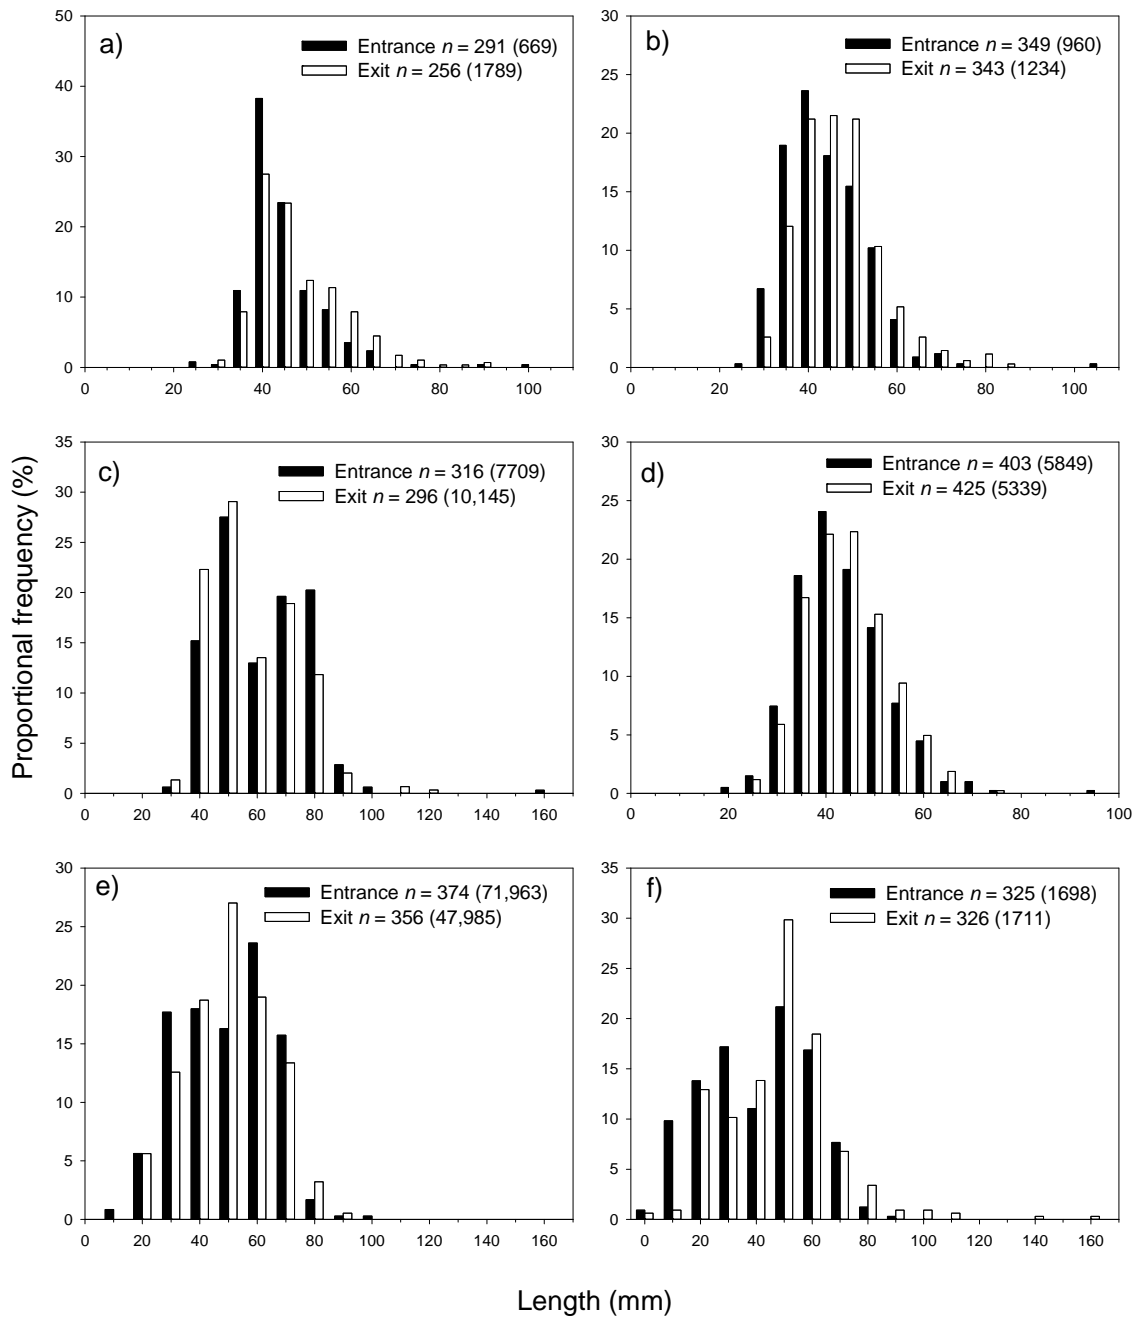 a)
Entrance n = 291 (669)
Exit n = 256 (1789)
50
40
30
20
10
0
0 20 40 60 80 100
b)
Entrance n = 349 (960)
Exit n = 343 (1234)
30
25
20
15
10
5
0
0 20 40 60 80 100
Proportional frequency (%)
c)
Entrance n = 316 (7709)
Exit n = 296 (10,145)
35
30
25
20
15
10
5
0
0 20 40 60 80 100 120 140 160
d)
Entrance n = 403 (5849)
Exit n = 425 (5339)
30
25
20
15
10
5
0
0 20 40 60 80 100
e)
Entrance n = 374 (71,963)
Exit n = 356 (47,985)
30
25
20
15
10
5
0
0 20 40 60 80 100 120 140 160
f)
Entrance n = 325 (1698)
Exit n = 326 (1711)
35
30
25
20
15
10
5
0
0 20 40 60 80 100 120 140 160
Length (mm)